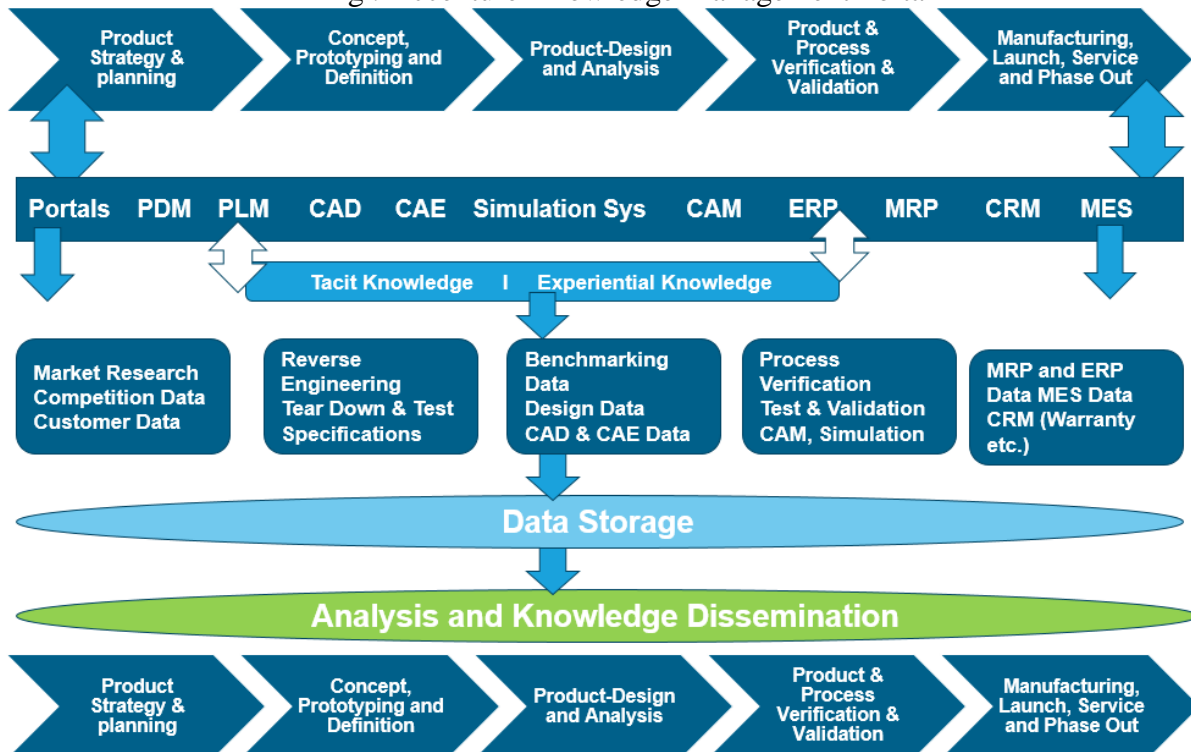 Product
Strategy &
planning
Concept,
Prototyping and
Definition
Product-Design
and Analysis
Product &
Process
Verification &
Validation
Manufacturing,
Launch, Service
and Phase Out
Portals PDM PLM CAD CAE Simulation Sys CAM ERP MRP CRM MES
Tacit Knowledge I Experiential Knowledge
Market Research
Competition Data
Customer Data
Reverse
Engineering
Tear Down & Test
Specifications
Benchmarking
Data
Design Data
CAD & CAE Data
Process
Verification
Test & Validation
CAM, Simulation
MRP and ERP
Data MES Data
CRM (Warranty
etc.)
Data Storage
Analysis and Knowledge Dissemination
Product
Strategy &
planning
Concept,
Prototyping and
Definition
Product-Design
and Analysis
Product &
Process
Verification &
Validation
Manufacturing,
Launch, Service
and Phase Out